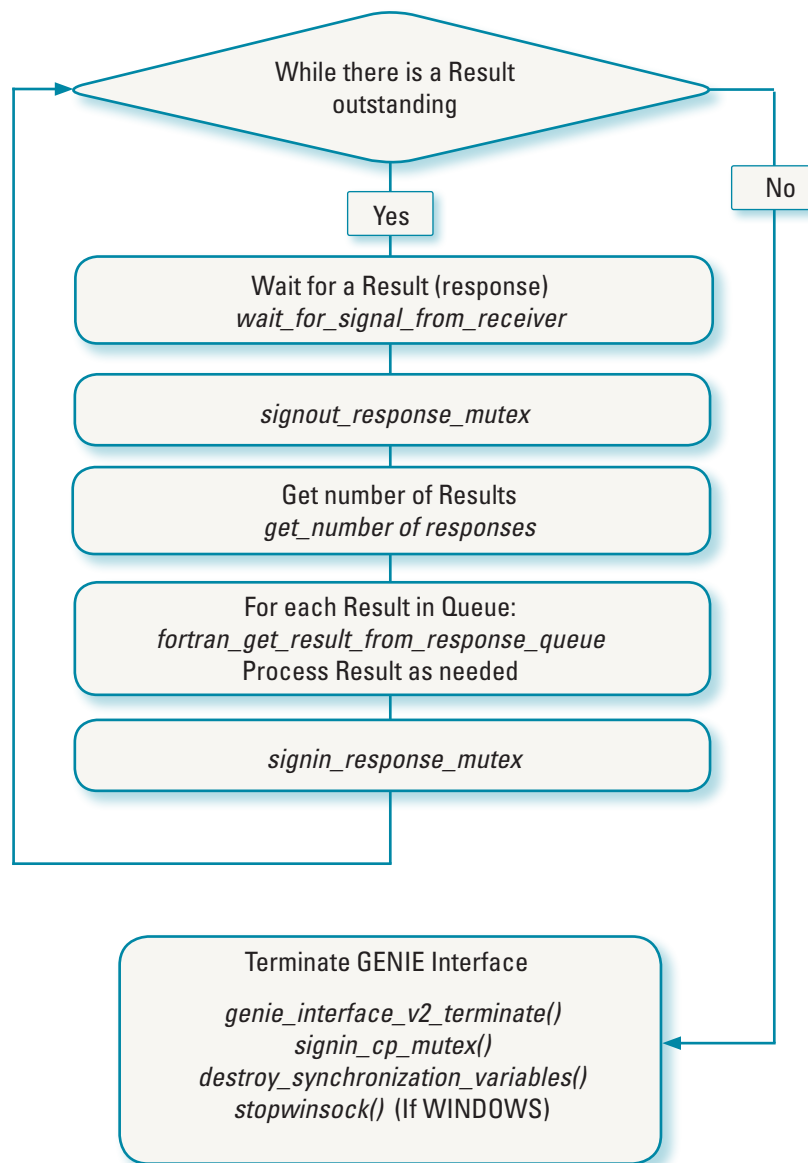 While there is a Result
outstanding
No
Yes
Wait for a Result (response)
wait_for_signal_from_receiver
signout_response_mutex
Get number of Results
get_number of responses
For each Result in Queue:
fortran_get_result_from_response_queue
Process Result as needed
signin_response_mutex
Terminate GENIE Interface
genie_interface_v2_terminate()
signin_cp_mutex()
destroy_synchronization_variables()
stopwinsock() (If WINDOWS)